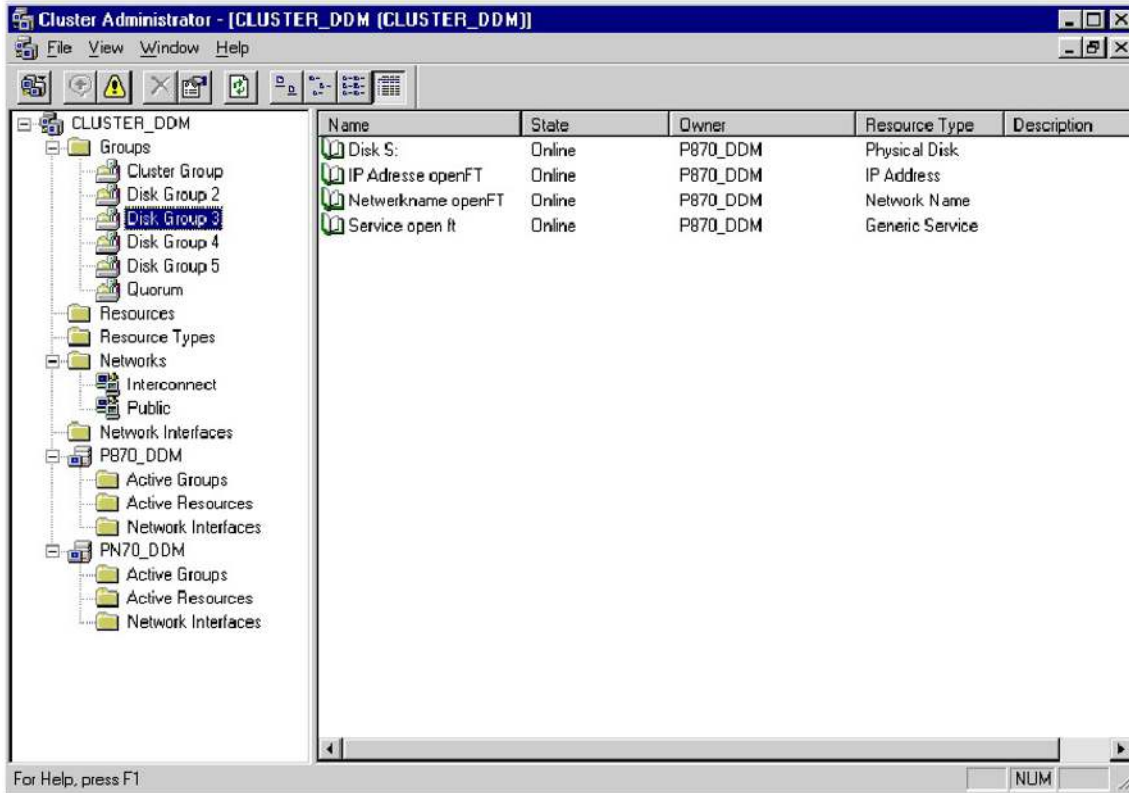 Cluster Administrator - [CLUSTER_DDM (CLUSTER_DDM)]
File View Window Help
CLUSTER_DDM
Groups
Cluster Group
Disk Group 2
Disk Group 3
Disk Group 4
Disk Group 5
Quorum
Resources
Resource Types
Networks
Interconnect
Public
Network Interfaces
P870_DDM
Active Groups
Active Resources
Network Interfaces
PN70_DDM
Active Groups
Active Resources
Network Interfaces
Name State Owner Resource Type Description
Disk S: Online P870_DDM Physical Disk
IP Adresse openFT Online P870_DDM IP Address
Netwerkname openFT Online P870_DDM Network Name
Service open ft Online P870_DDM Generic Service
For Help, press F1
NUM